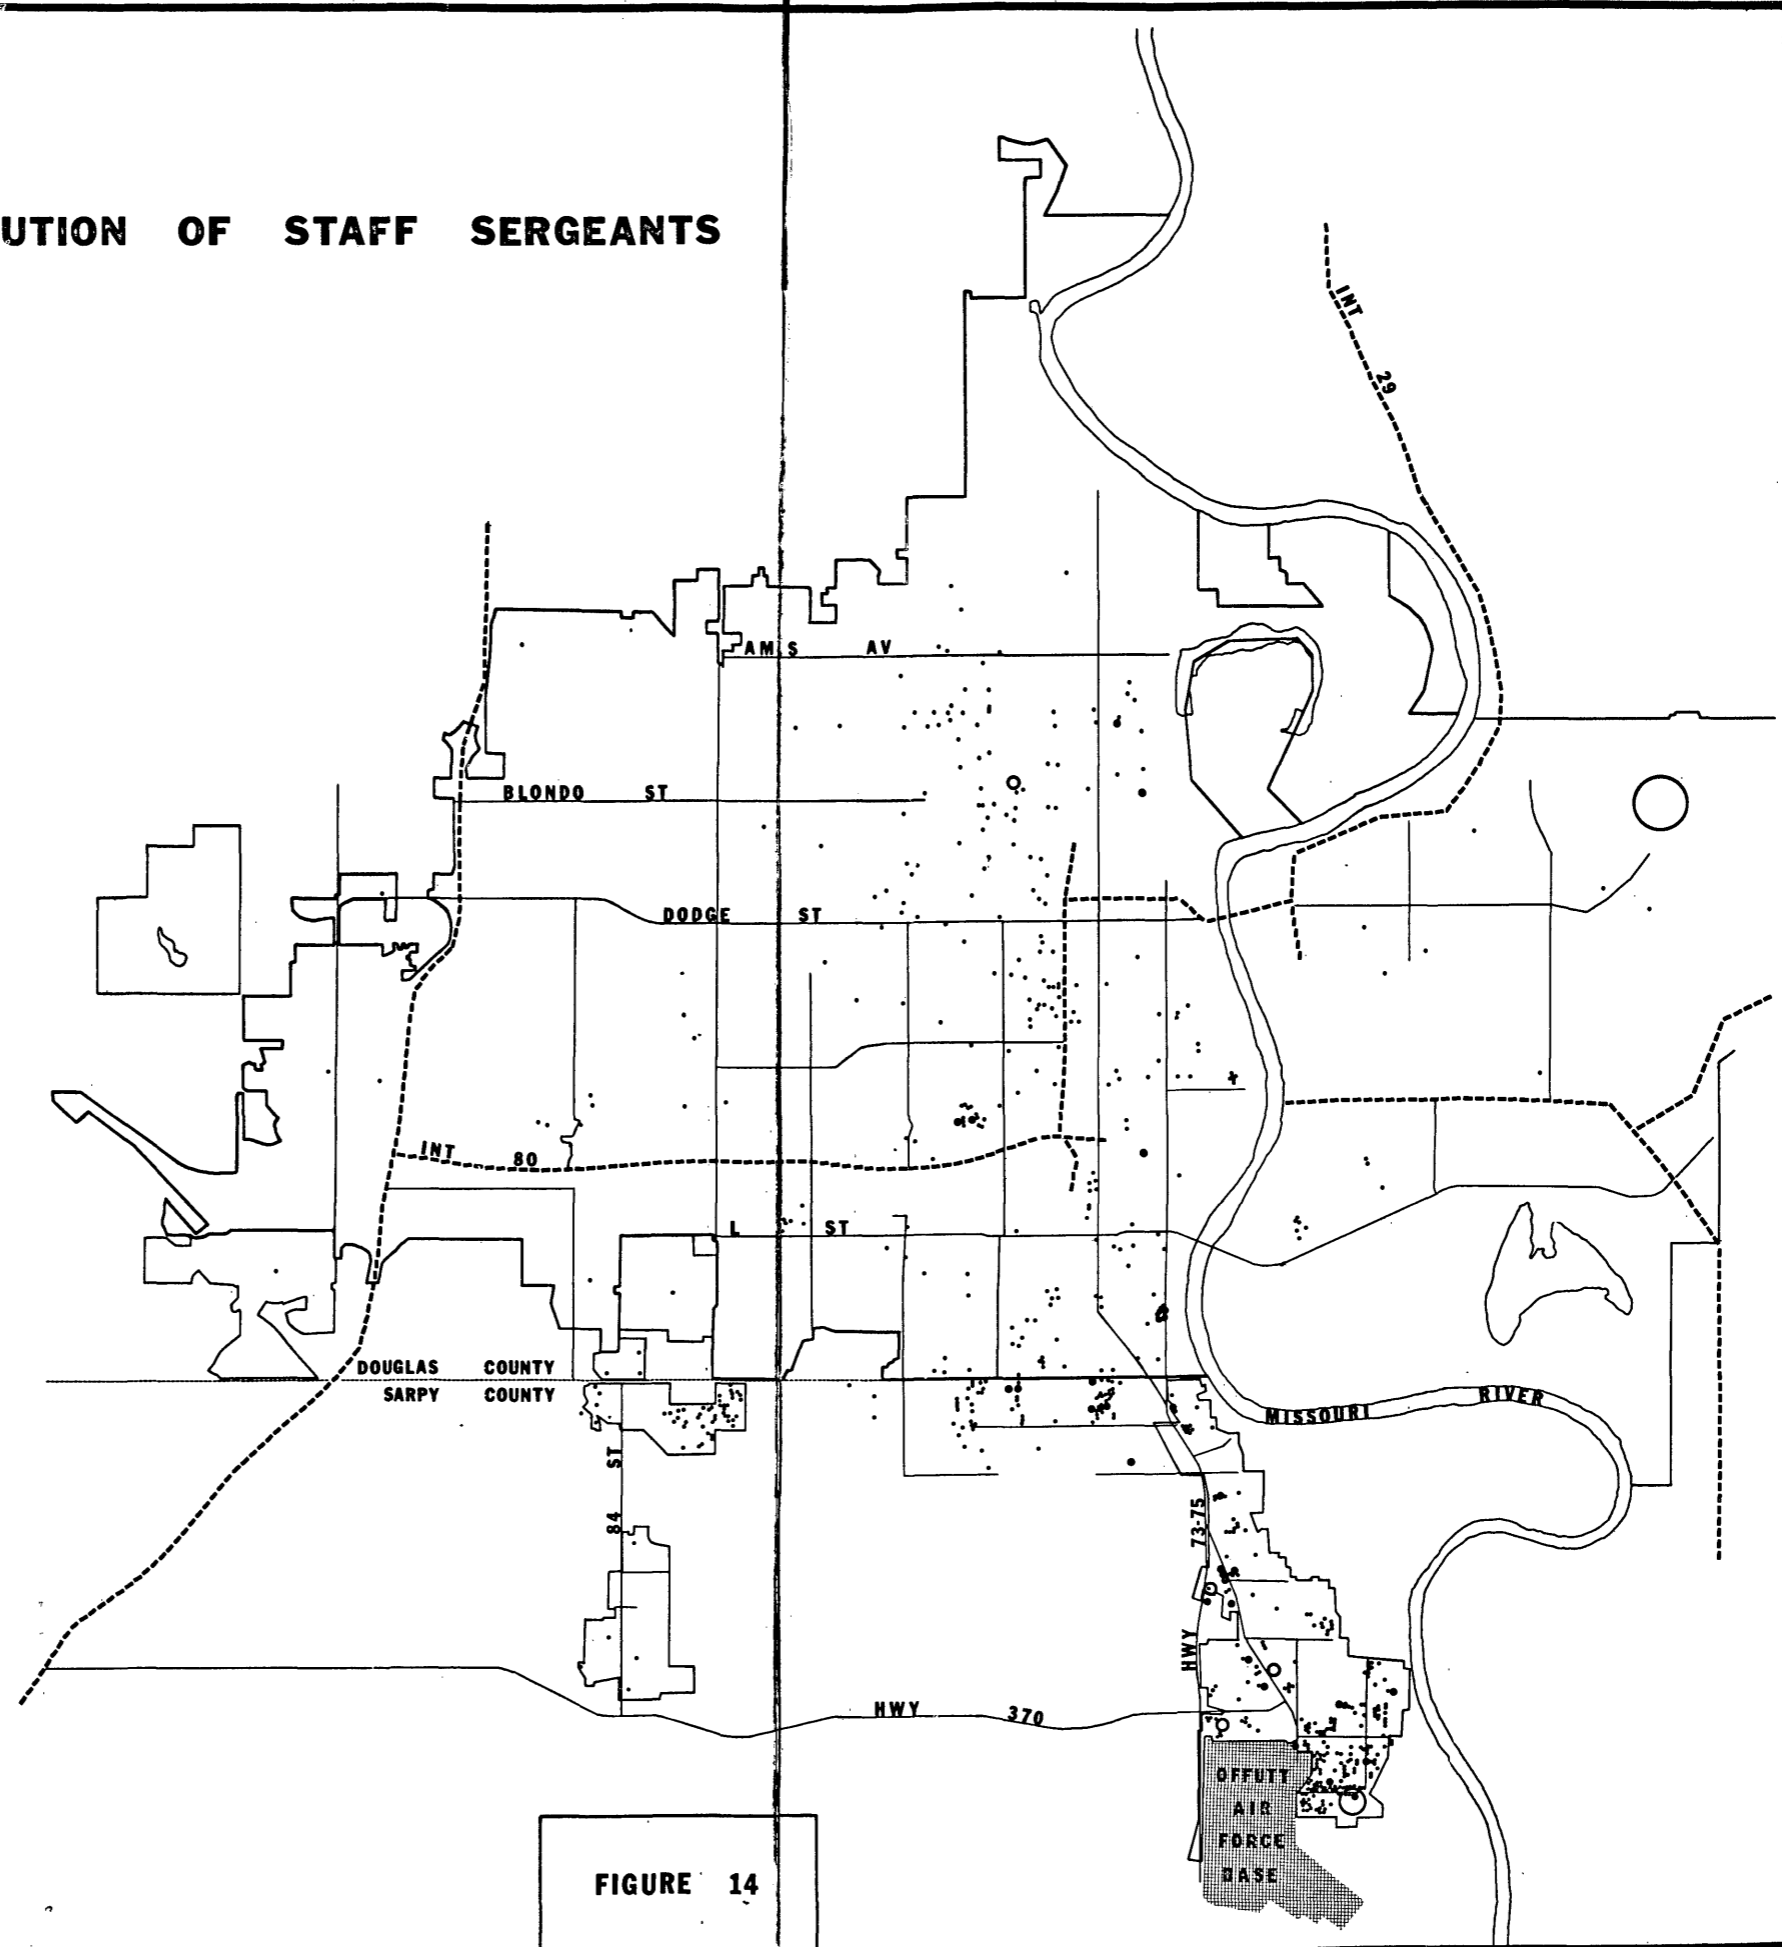 UTION OF STAFF SERGEANTS
INT 29
AM S AV
BLONDO ST
DODGE ST
INT 80
L ST
DOUGLAS COUNTY
SARPY COUNTY
MISSOURI RIVER
84 ST
HWY 73-75
HWY 370
OFFUTT
AIR
FORCE
BASE
FIGURE 14